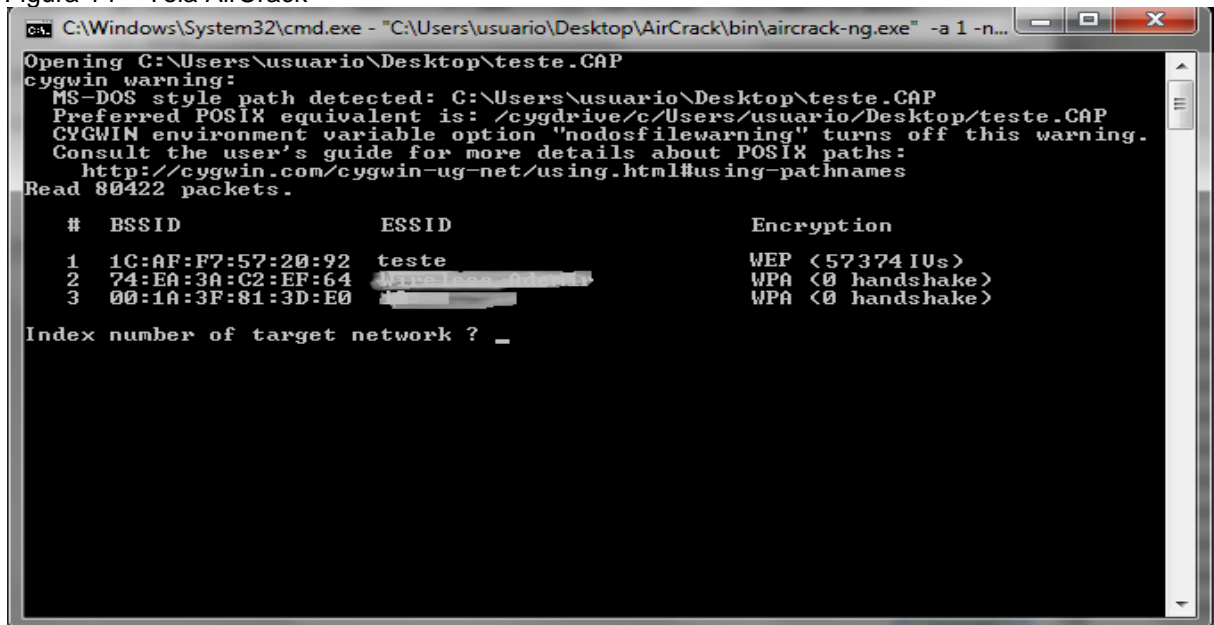 C:\Windows\System32\cmd.exe - "C:\Users\usuario\Desktop\AirCrack\bin\aircrack-ng.exe" -a 1 -n...
Opening C:\Users\usuario\Desktop\teste.CAP
cygwin warning:
MS-DOS style path detected: C:\Users\usuario\Desktop\teste.CAP
Preferred POSIX equivalent is: /cygdrive/c/Users/usuario/Desktop/teste.CAP
CYGWIN environment variable option "nodosfilewarning" turns off this warning.
Consult the user's guide for more details about POSIX paths:
http://cygwin.com/cygwin-ug-net/using.html#using-pathnames
Read 80422 packets.
# BSSID ESSID Encryption
1 1C:AF:F7:57:20:92 teste WEP (57374 IVs)
2 74:EA:3A:C2:EF:64 WPA (0 handshake)
3 00:1A:3F:81:3D:E0 WPA (0 handshake)
Index number of target network ? _